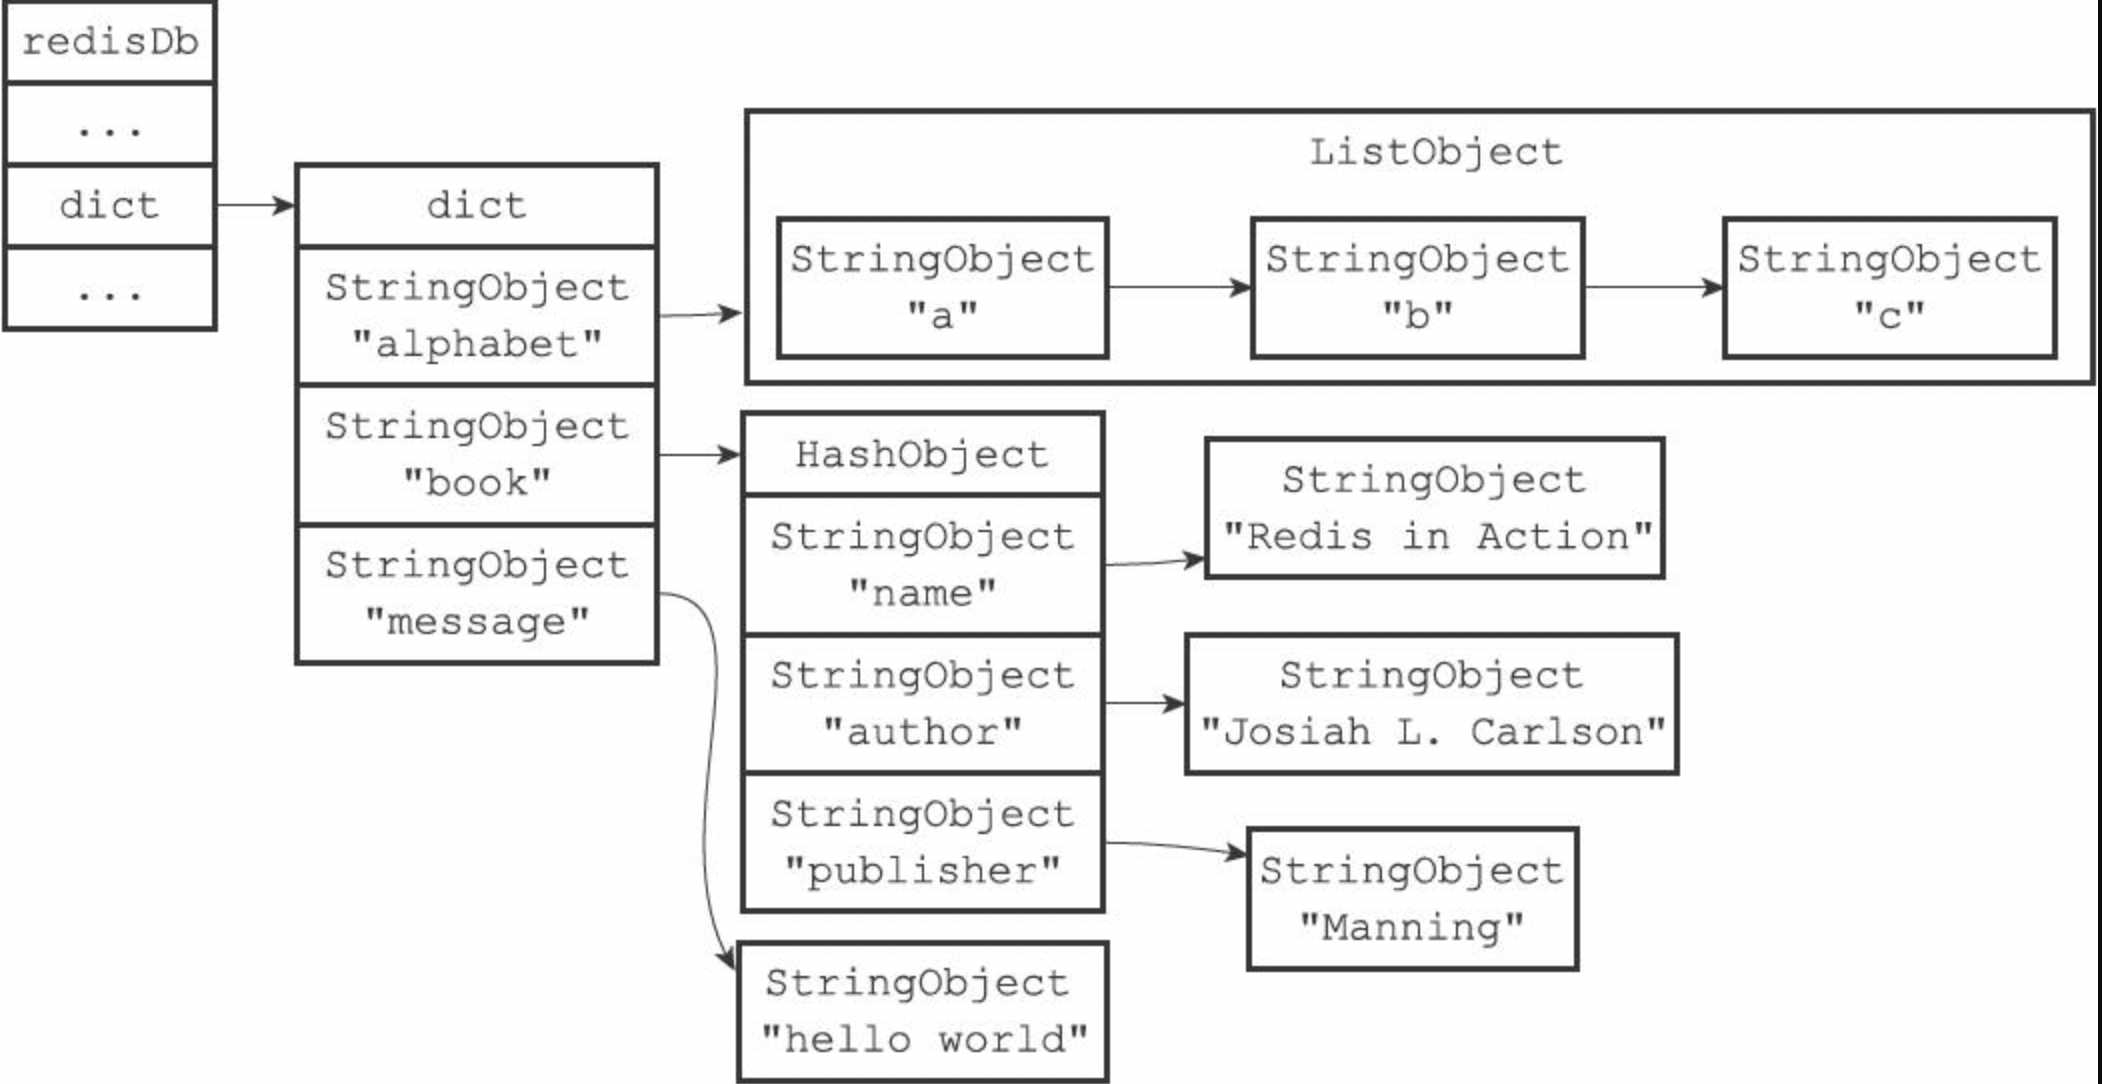 redisDb
...
dict
...
dict
StringObject
"alphabet"
StringObject
"book"
StringObject
"message"
ListObject
StringObject
"a"
StringObject
"b"
StringObject
"c"
HashObject
StringObject
"name"
StringObject
"author"
StringObject
"publisher"
StringObject
"Redis in Action"
StringObject
"Josiah L. Carlson"
StringObject
"Manning"
StringObject
"hello world"